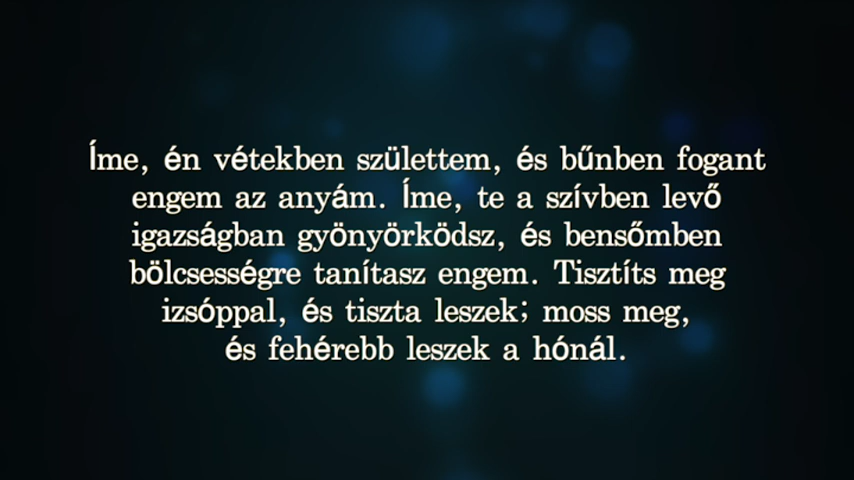 Íme, én vétekben születtem, és bűnben fogant
engem az anyám. Íme, te a szívben levő
igazságban gyönyörködsz, és bensőmben
bölcsességre tanítasz engem. Tisztíts meg
izsóppal, és tiszta leszek; moss meg,
és fehérebb leszek a hónál.